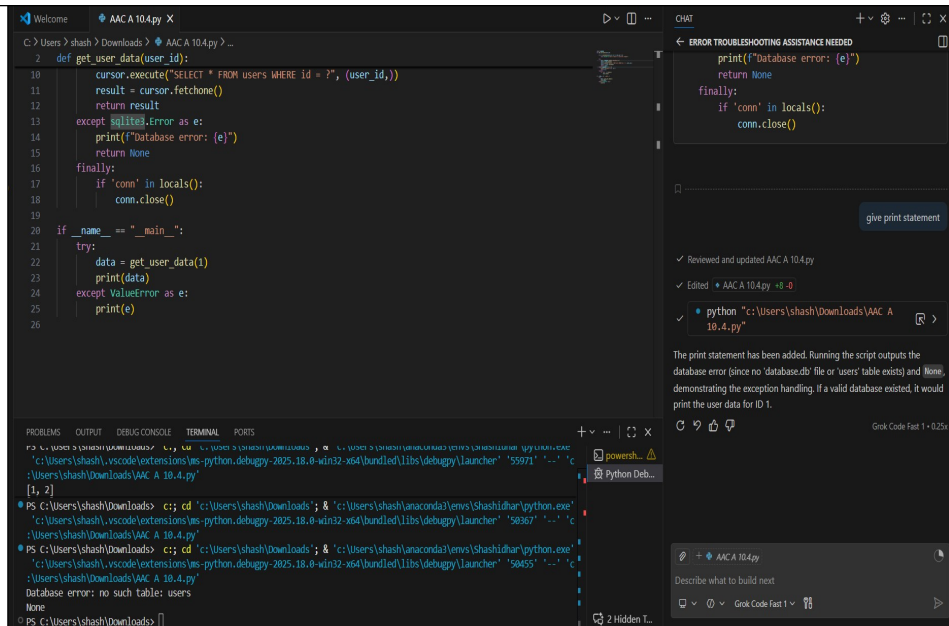 Welcome
AAC A 10.4.py
C: > Users > shash > Downloads > AAC A 10.4.py > ...
2 def get_user_data(user_id):
10 cursor.execute("SELECT * FROM users WHERE id = ?", (user_id,))
11 result = cursor.fetchone()
12 return result
13 except sqlite3.Error as e:
14 print(f"Database error: {e}")
15 return None
16 finally:
17 if 'conn' in locals():
18 conn.close()
19
20 if __name__ == "__main__":
21 try:
22 data = get_user_data(1)
23 print(data)
24 except ValueError as e:
25 print(e)
26
PROBLEMS OUTPUT DEBUG CONSOLE TERMINAL PORTS
PS C:\Users\shash\Downloads> c:; cd 'c:\Users\shash\Downloads'; & 'c:\Users\shash\anaconda3\envs\Shashidhar\python.exe'
'c:\Users\shash\.vscode\extensions\ms-python.debugpy-2025.18.0-win32-x64\bundled\libs\debugpy\launcher' '55971' '--' 'c
:\Users\shash\Downloads\AAC A 10.4.py'
[1, 2]
PS C:\Users\shash\Downloads> c:; cd 'c:\Users\shash\Downloads'; & 'c:\Users\shash\anaconda3\envs\Shashidhar\python.exe'
'c:\Users\shash\.vscode\extensions\ms-python.debugpy-2025.18.0-win32-x64\bundled\libs\debugpy\launcher' '50367' '--' 'c
:\Users\shash\Downloads\AAC A 10.4.py'
PS C:\Users\shash\Downloads> c:; cd 'c:\Users\shash\Downloads'; & 'c:\Users\shash\anaconda3\envs\Shashidhar\python.exe'
'c:\Users\shash\.vscode\extensions\ms-python.debugpy-2025.18.0-win32-x64\bundled\libs\debugpy\launcher' '50455' '--' 'c
:\Users\shash\Downloads\AAC A 10.4.py'
Database error: no such table: users
None
PS C:\Users\shash\Downloads>
powersh...
Python Deb...
2 Hidden T...
CHAT
ERROR TROUBLESHOOTING ASSISTANCE NEEDED
print(f"Database error: {e}")
return None
finally:
if 'conn' in locals():
conn.close()
give print statement
Reviewed and updated AAC A 10.4.py
Edited AAC A 10.4.py +8 -0
python "c:\Users\shash\Downloads\AAC A
10.4.py"
The print statement has been added. Running the script outputs the
database error (since no 'database.db' file or 'users' table exists) and None,
demonstrating the exception handling. If a valid database existed, it would
print the user data for ID 1.
Grok Code Fast 1 • 0.25x
AAC A 10.4.py
Describe what to build next
Grok Code Fast 1